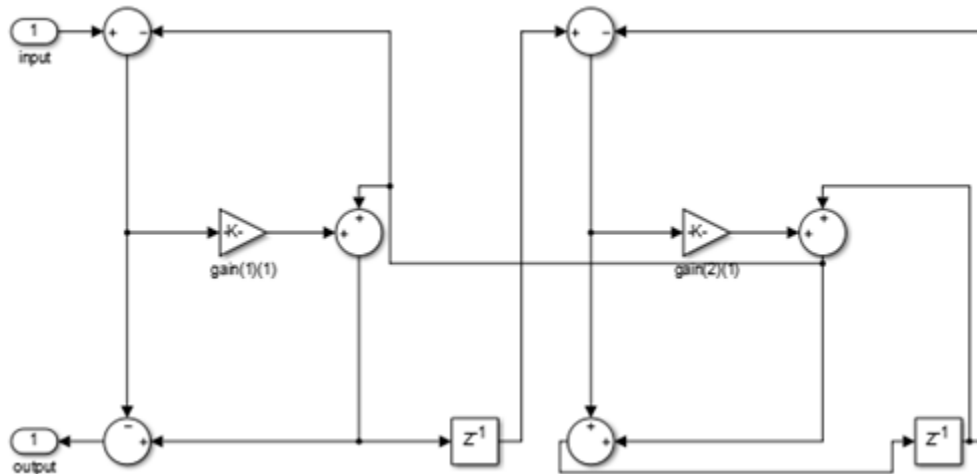 1
+
-
+
-
input
+
-K-
+
+
-K-
+
gain(1)(1)
gain(2)(1)
-
+
+
+
1
Z-1
Z-1
output